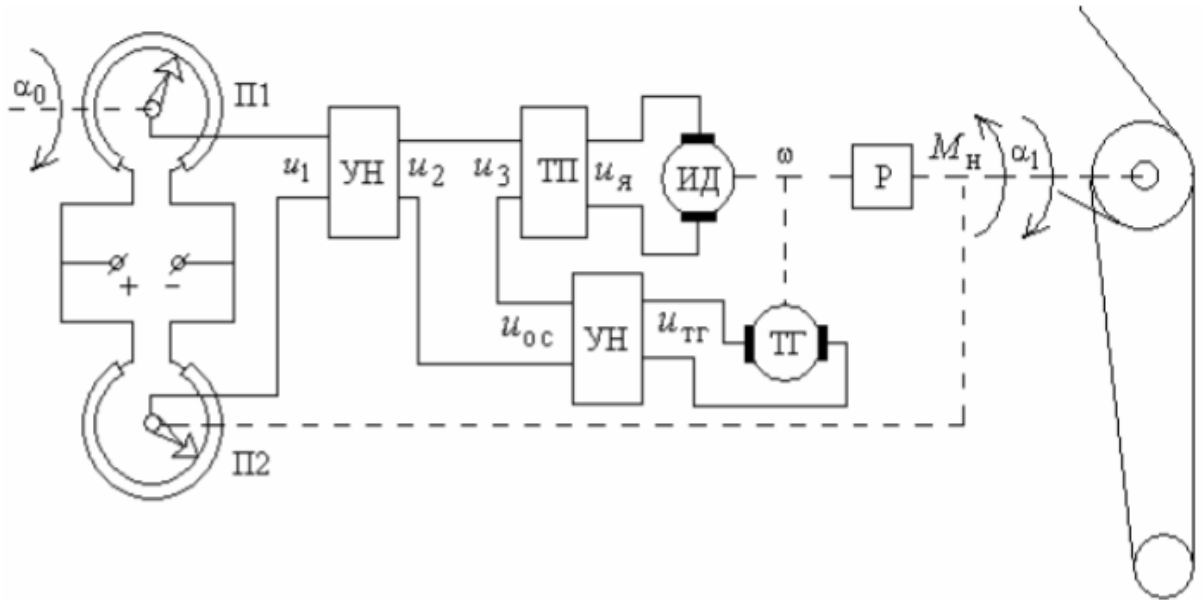 α0
П1
u1
УН
u2
u3
ТП
uя
ИД
ω
Р
Mн
α1
+
-
uос
УН
uтг
ТГ
П2